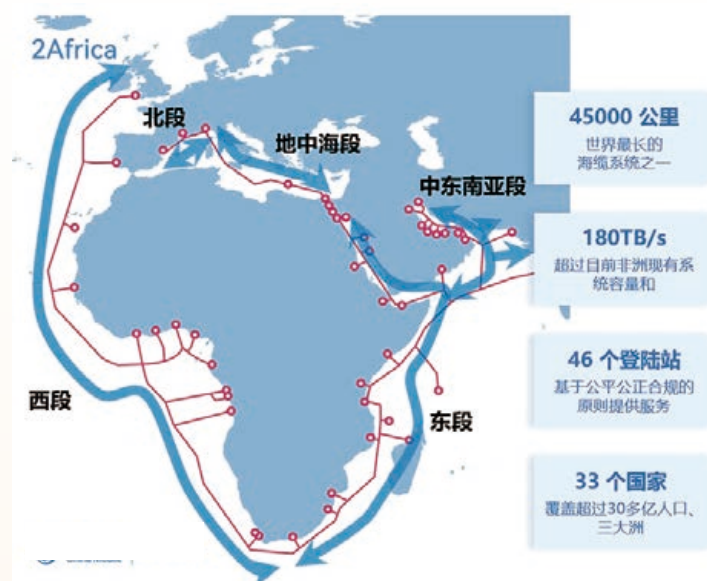 2Africa
北段
地中海段
中东南亚段
西段
东段
45000 公里
世界最长的
海缆系统之一
180TB/s
超过目前非洲现有系
统容量和
46 个登陆站
基于公平公正合规的
原则提供服务
33 个国家
覆盖超过30多亿人口、
三大洲